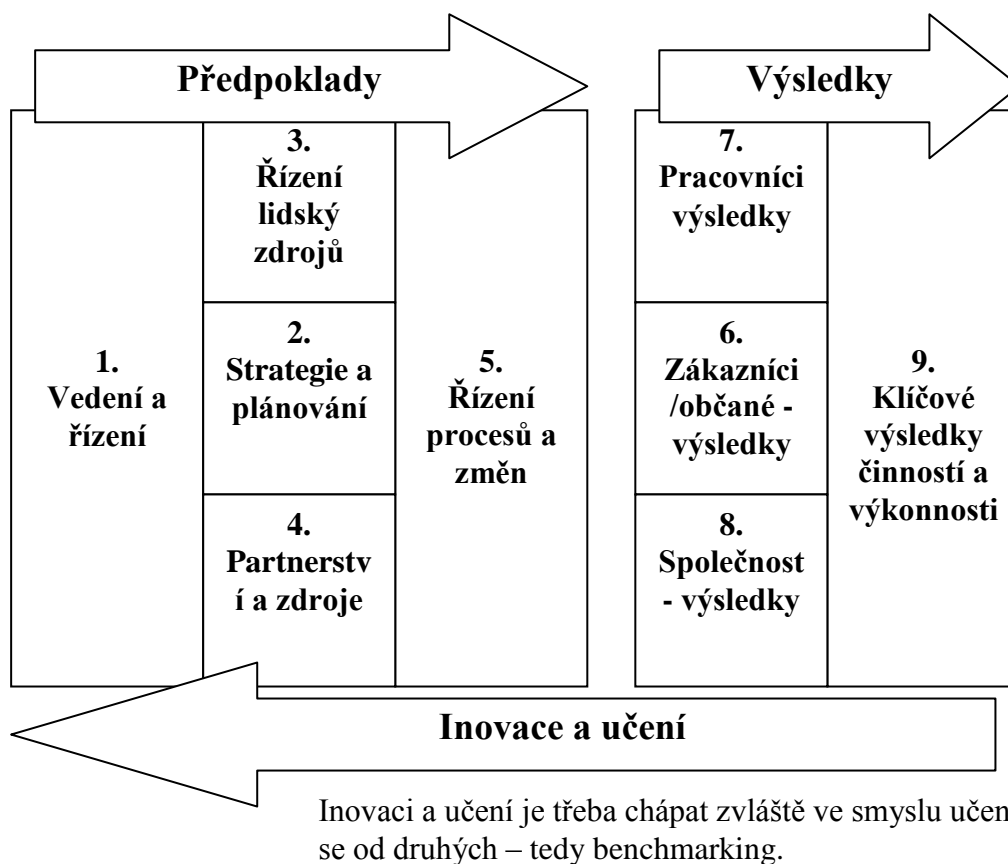 Předpoklady
Výsledky
3.
Řízení
lidský
zdrojů
7.
Pracovníci
výsledky
1.
Vedení a
řízení
2.
Strategie a
plánování
5.
Řízení
procesů a
změn
6.
Zákazníci
/občané -
výsledky
9.
Klíčové
výsledky
činností a
výkonnosti
4.
Partnerstv
í a zdroje
8.
Společnost
- výsledky
Inovace a učení
Inovaci a učení je třeba chápat zvláště ve smyslu učen
se od druhých – tedy benchmarking.